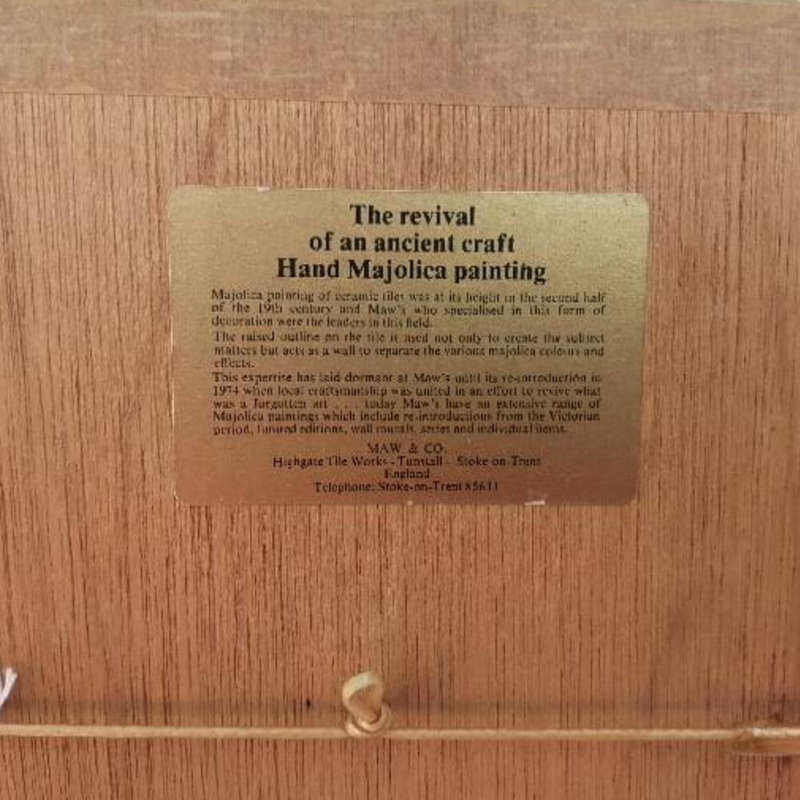 The revival
of an ancient craft
Hand Majolica painting
Majolica painting of ceramic tiles was at its height in the second half
of the 19th century and Maw's who specialised in this form of
decoration were the leaders in this field.
The raised outline on the tile is used not only to create the subject
matters but acts as a wall to separate the various majolica colours and
effects.
This expertise has laid dormant at Maw's until its re-introduction in
1974 when local craftsmanship was united in an effort to revive what
was a forgotten art . . . today Maw's have an extensive range of
Majolica paintings which include re-introductions from the Victorian
period, limited editions, wall murals, series and individual items.
MAW & CO.
Highgate Tile Works - Tunstall - Stoke-on-Trent
England
Telephone: Stoke-on-Trent 85611